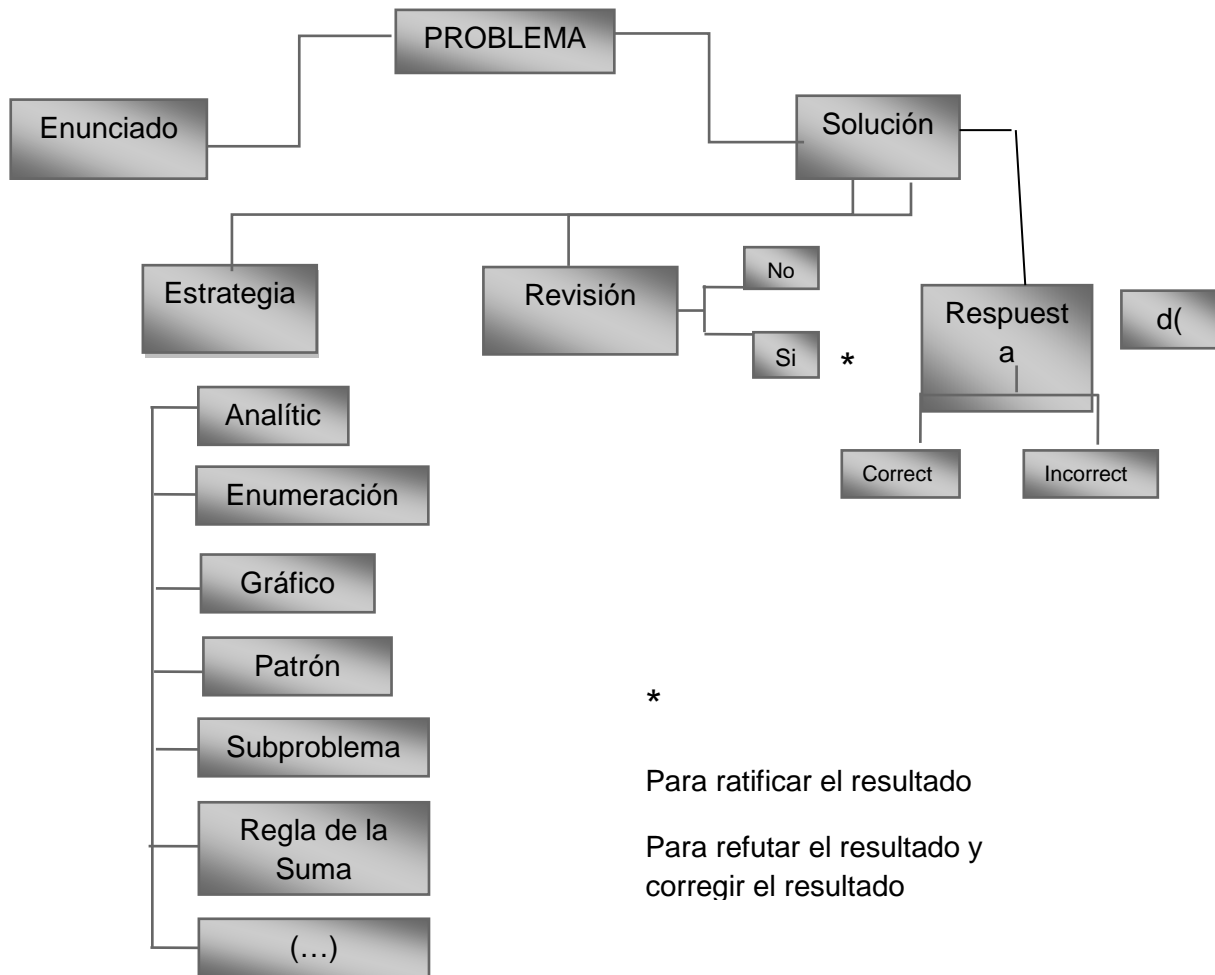 PROBLEMA
Enunciado
Solución
Estrategia
Revisión
No
Si
*
Respuest
a
d(
Correct
Incorrect
Analític
Enumeración
Gráfico
Patrón
Subproblema
Regla de la
Suma
(…)
*
Para ratificar el resultado
Para refutar el resultado y
corregir el resultado